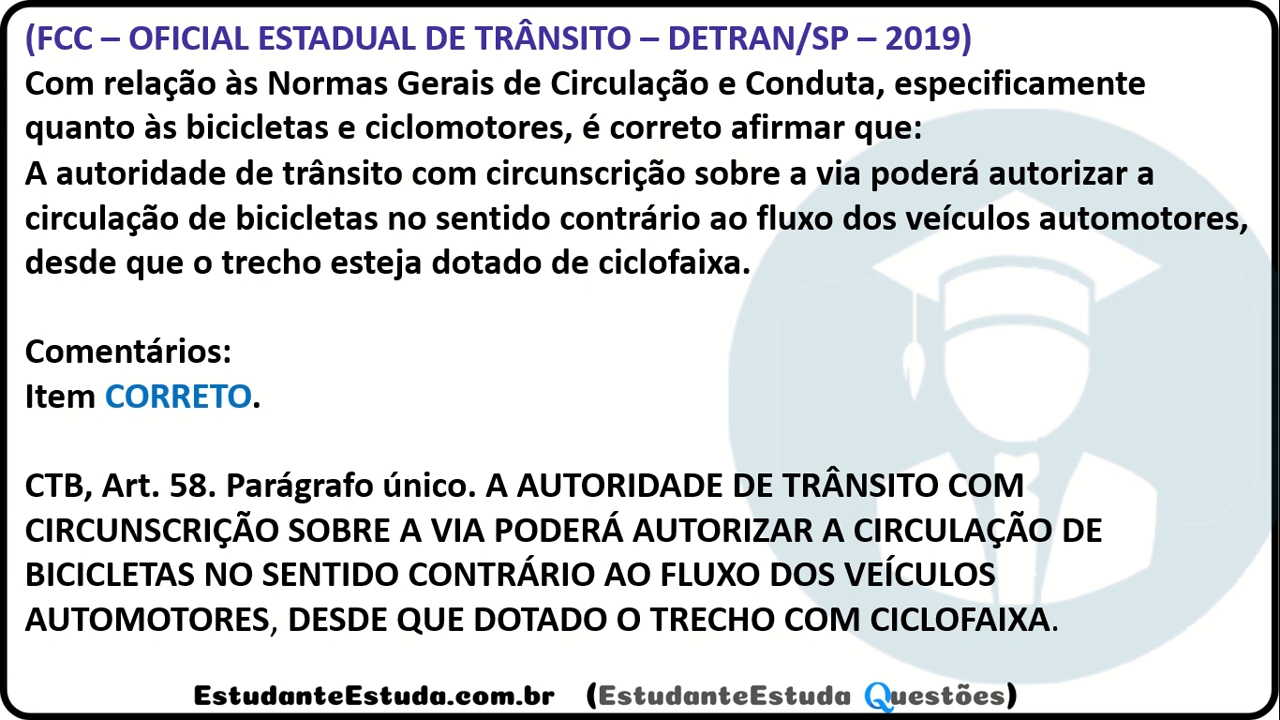 (FCC – OFICIAL ESTADUAL DE TRÂNSITO – DETRAN/SP – 2019)
Com relação às Normas Gerais de Circulação e Conduta, especificamente
quanto às bicicletas e ciclomotores, é correto afirmar que:
A autoridade de trânsito com circunscrição sobre a via poderá autorizar a
circulação de bicicletas no sentido contrário ao fluxo dos veículos automotores,
desde que o trecho esteja dotado de ciclofaixa.
Comentários:
Item CORRETO.
CTB, Art. 58. Parágrafo único. A AUTORIDADE DE TRÂNSITO COM
CIRCUNSCRIÇÃO SOBRE A VIA PODERÁ AUTORIZAR A CIRCULAÇÃO DE
BICICLETAS NO SENTIDO CONTRÁRIO AO FLUXO DOS VEÍCULOS
AUTOMOTORES, DESDE QUE DOTADO O TRECHO COM CICLOFAIXA.
EstudanteEstuda.com.br (EstudanteEstuda Questões)